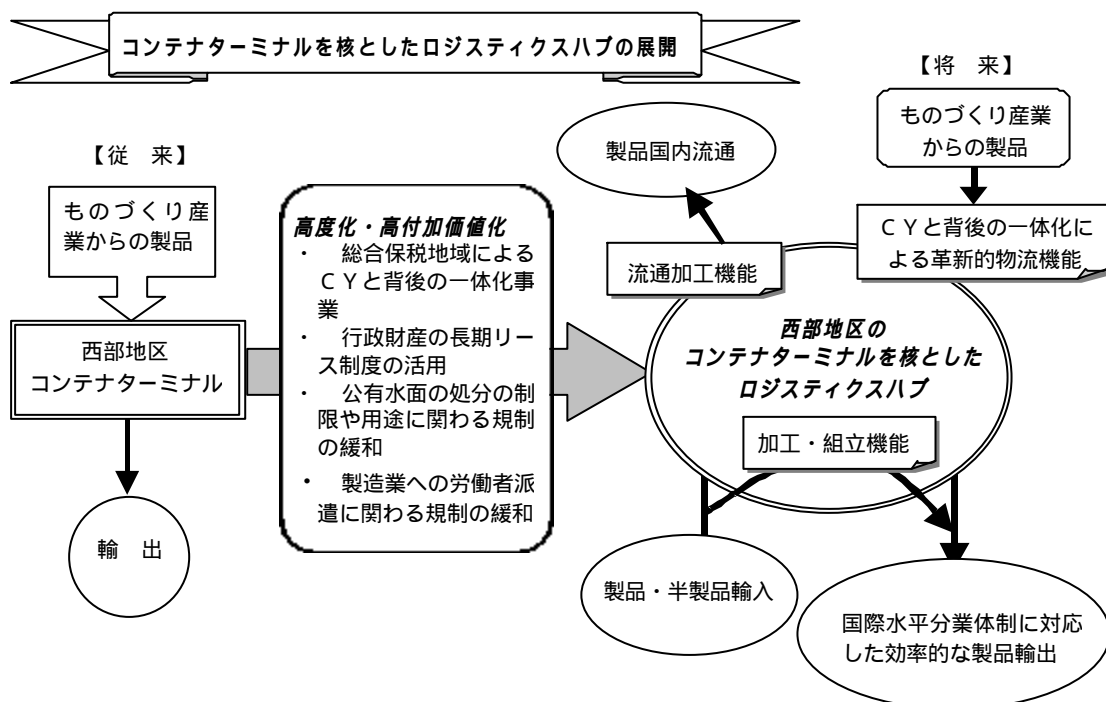 コンテナターミナルを核としたロジスティクスハブの展開
【従　来】
ものづくり産
業からの製品
西部地区
コンテナターミナル
輸　出
高度化・高付加価値化
・　総合保税地域による
ＣＹと背後の一体化事
業
・　行政財産の長期リー
ス制度の活用
・　公有水面の処分の制
限や用途に関わる規制
の緩和
・　製造業への労働者派
遣に関わる規制の緩和
【将　来】
ものづくり産業
からの製品
ＣＹと背後の一体化に
よる革新的物流機能
製品国内流通
流通加工機能
西部地区の
コンテナターミナルを核とした
ロジスティクスハブ
加工・組立機能
製品・半製品輸入
国際水平分業体制に対応
した効率的な製品輸出